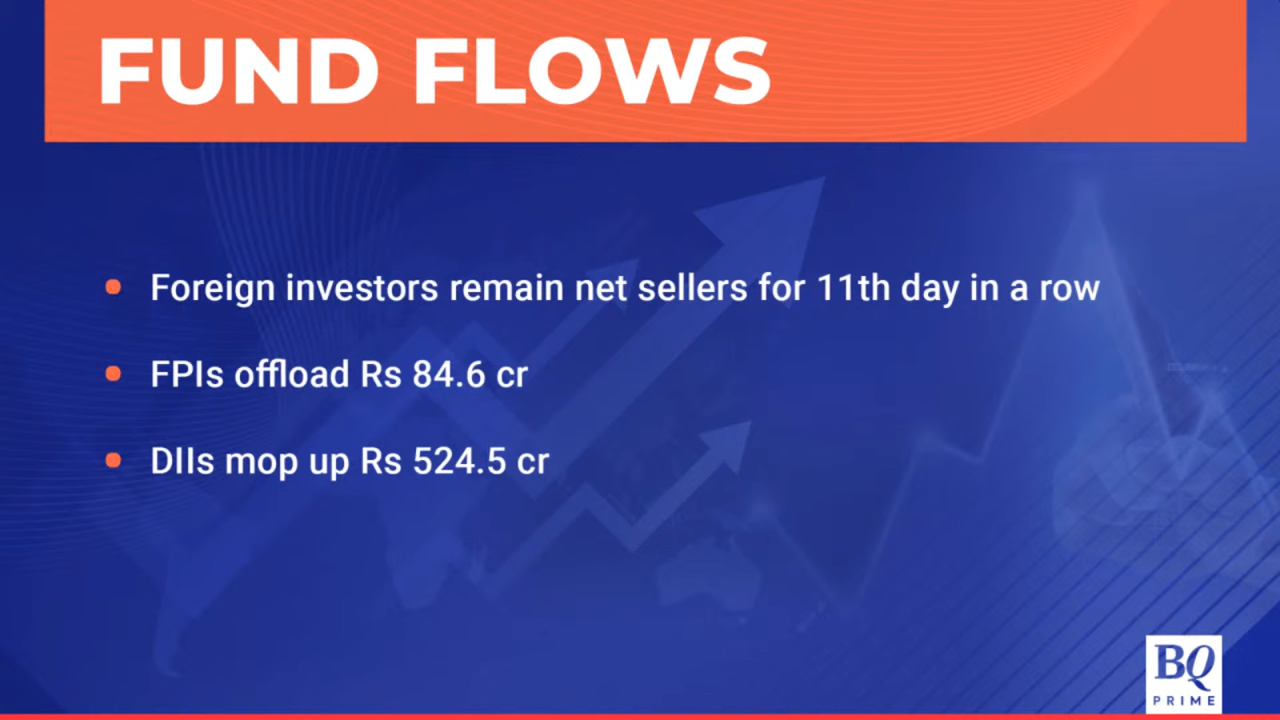 FUND FLOWS
Foreign investors remain net sellers for 11th day in a row
FPIs offload Rs 84.6 cr
DIIs mop up Rs 524.5 cr
BQ
PRIME